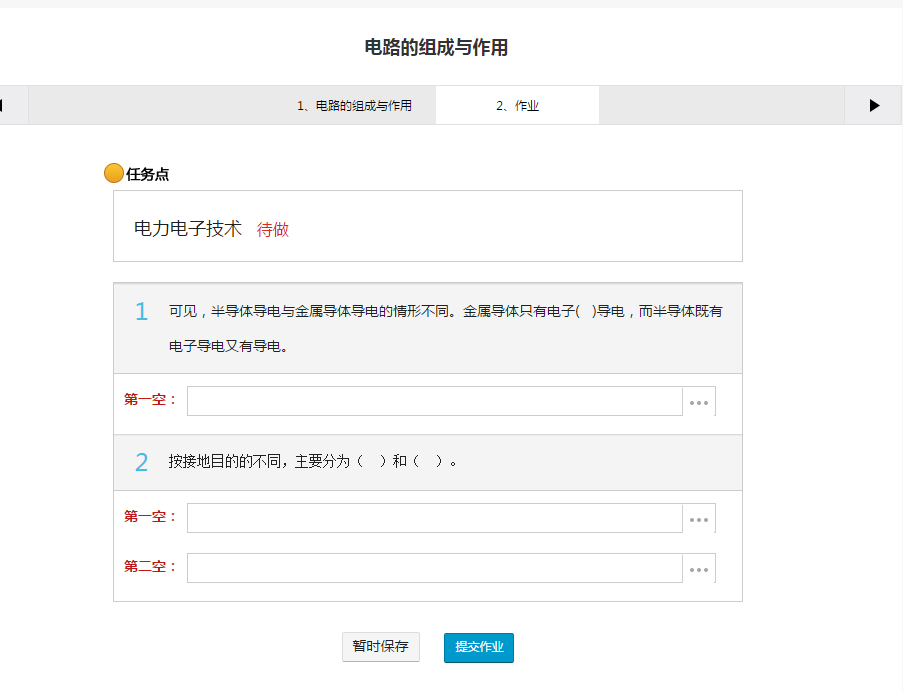 电路的组成与作用
1、电路的组成与作用
2、作业
任务点
电力电子技术 待做
1 可见，半导体导电与金属导体导电的情形不同。金属导体只有电子( )导电，而半导体既有
电子导电又有导电。
第一空：
2 按接地目的的不同，主要分为（ ）和（ ）。
第一空：
第二空：
暂时保存 提交作业